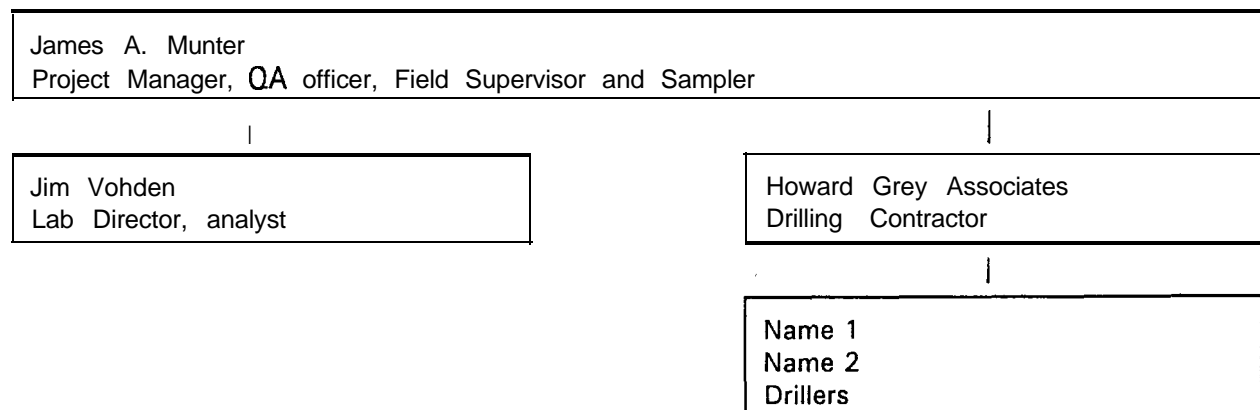 James A. Munter
Project Manager, QA officer, Field Supervisor and Sampler
Jim Vohden
Lab Director, analyst
Howard Grey Associates
Drilling Contractor
Name 1
Name 2
Drillers